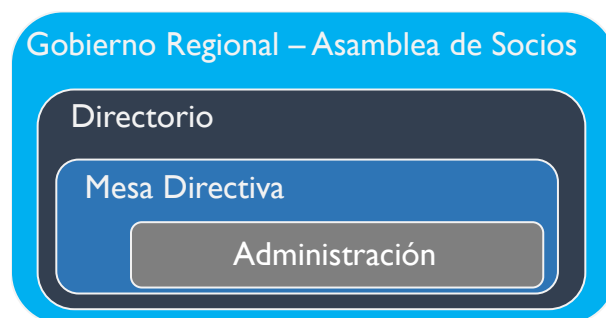 Gobierno Regional – Asamblea de Socios
Directorio
Mesa Directiva
Administración